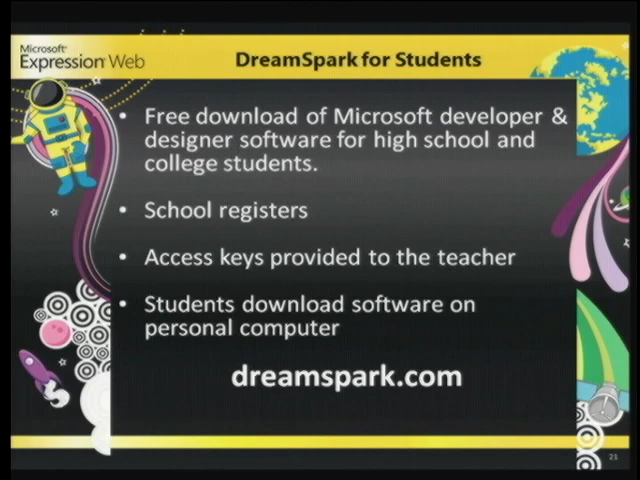 Microsoft®
Expression® Web
DreamSpark for Students
• Free download of Microsoft developer &
designer software for high school and
college students.
• School registers
• Access keys provided to the teacher
• Students download software on
personal computer
dreamspark.com
21